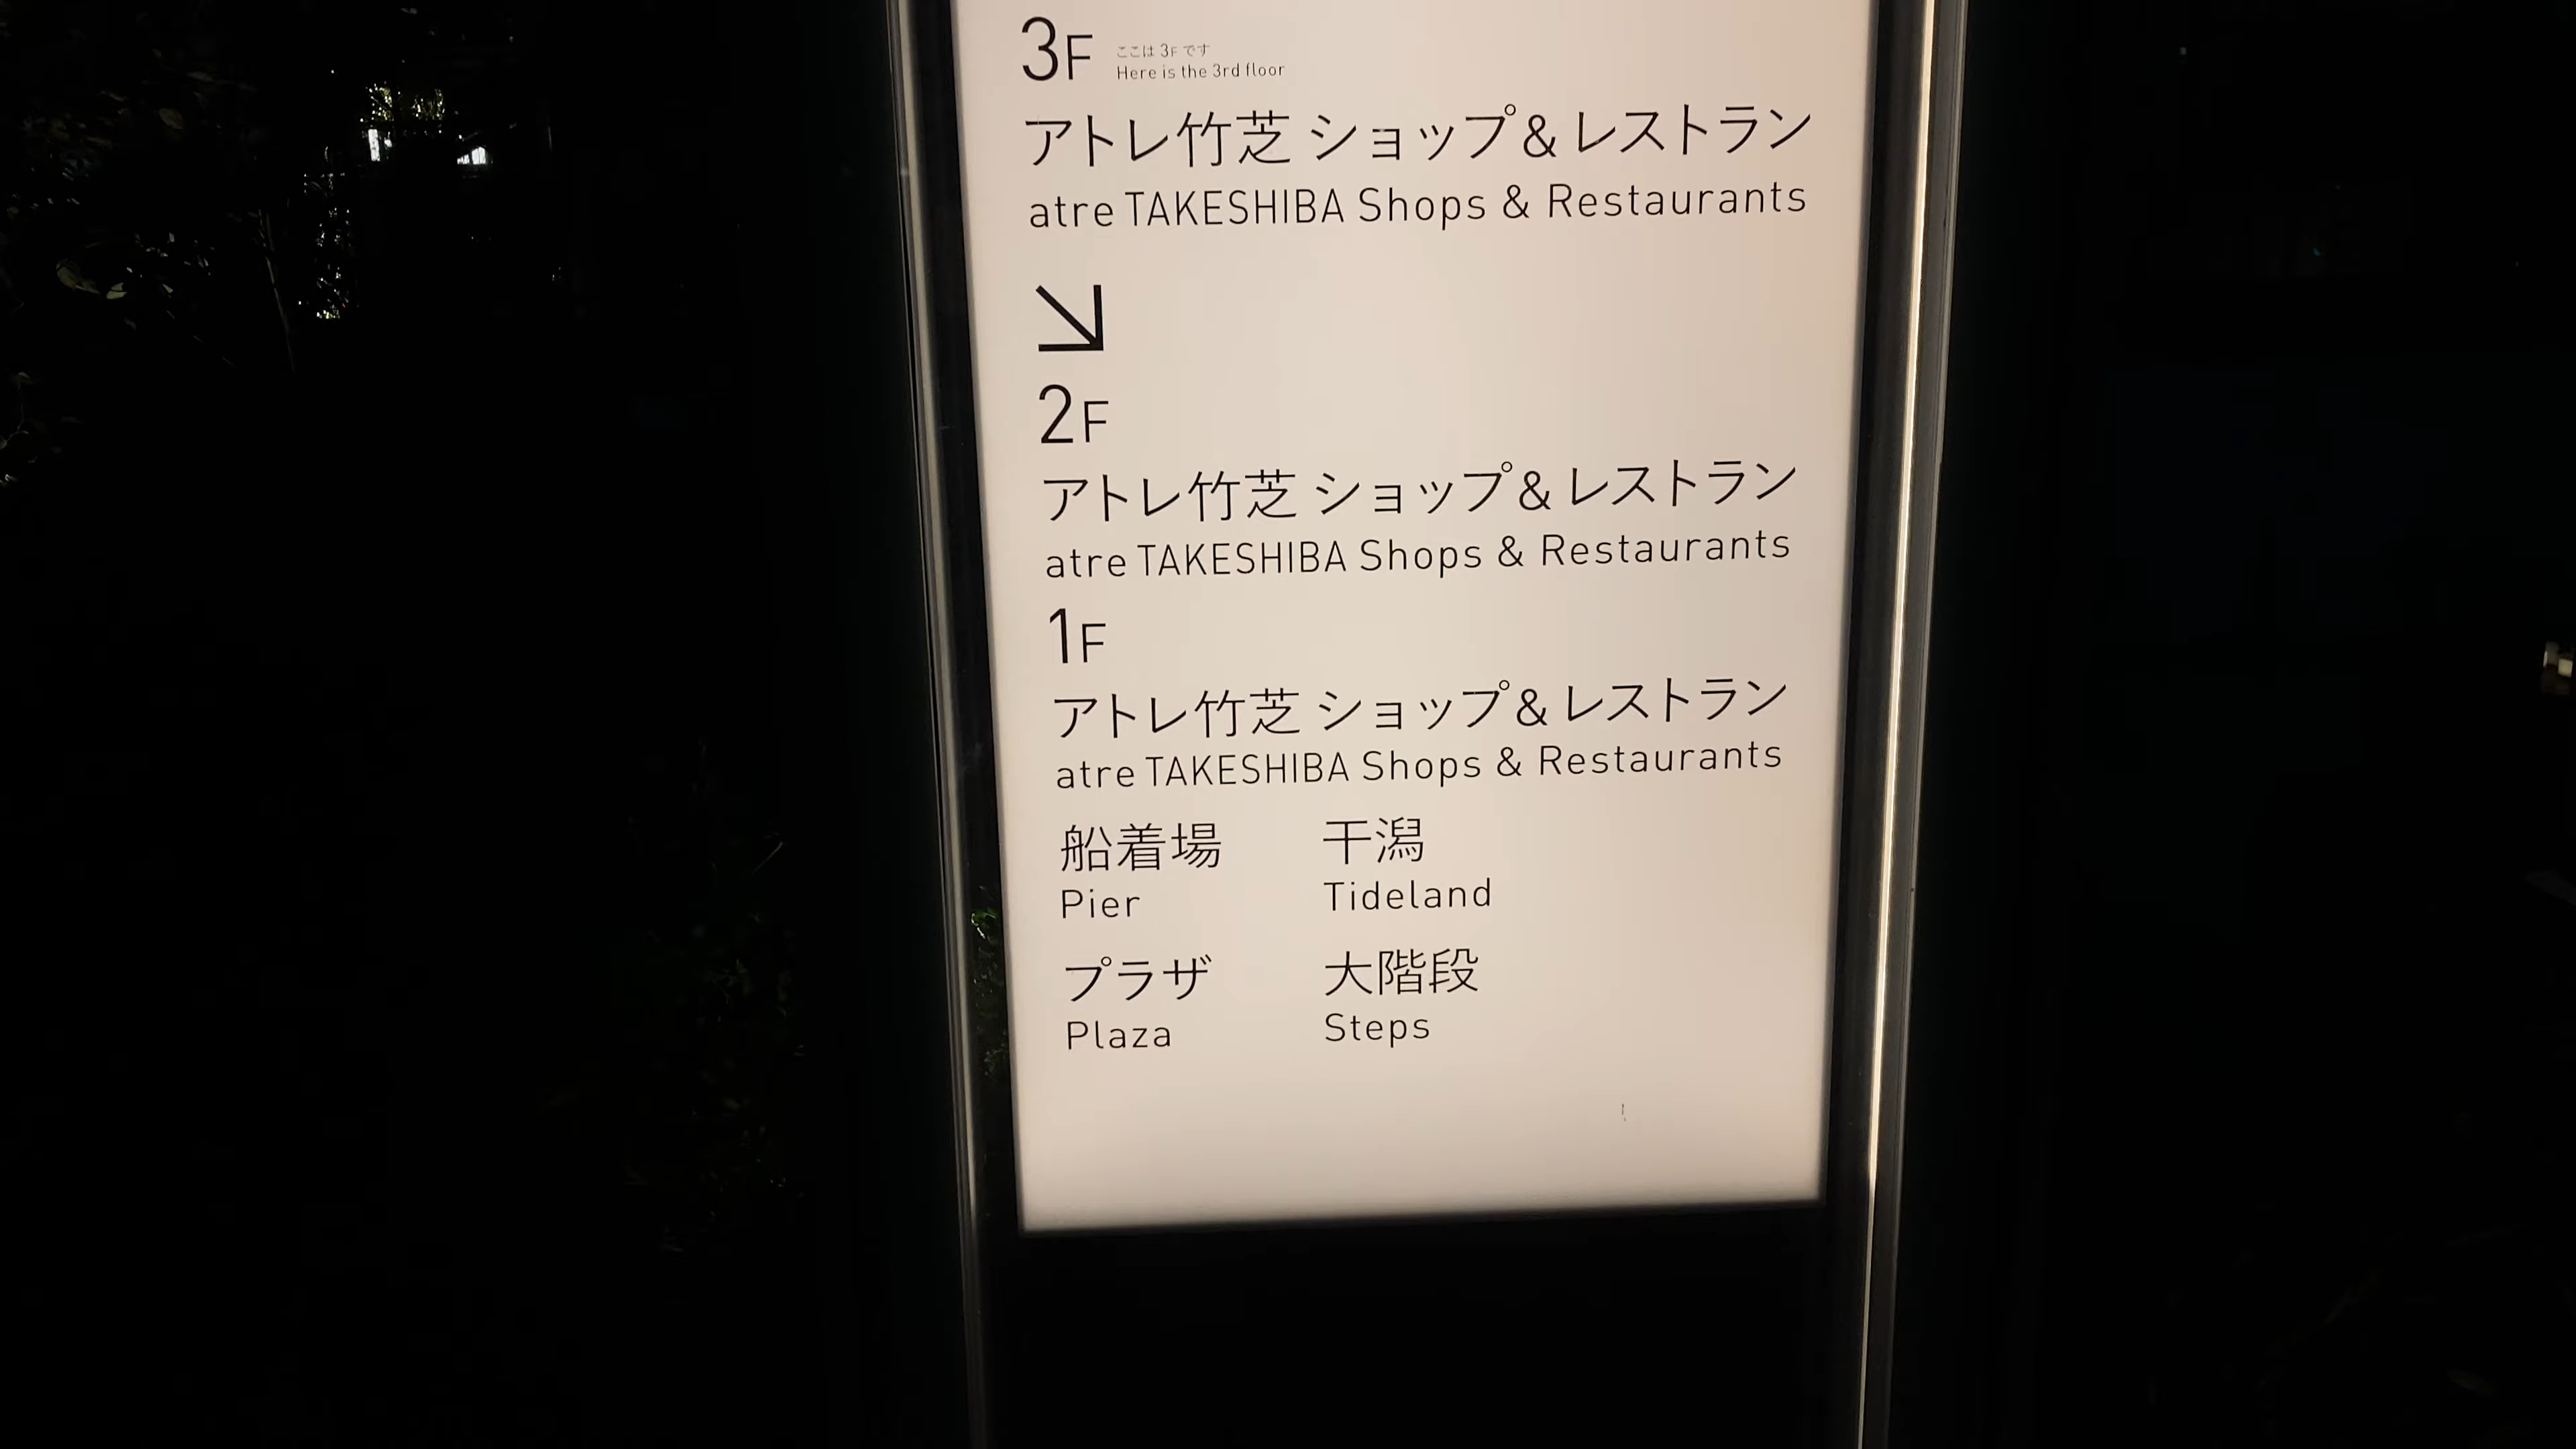 3F ここは 3F です
Here is the 3rd floor
アトレ竹芝 ショップ&レストラン
atre TAKESHIBA Shops & Restaurants
2F
アトレ竹芝 ショップ&レストラン
atre TAKESHIBA Shops & Restaurants
1F
アトレ竹芝 ショップ&レストラン
atre TAKESHIBA Shops & Restaurants
船着場 干潟
Pier Tideland
プラザ 大階段
Plaza Steps